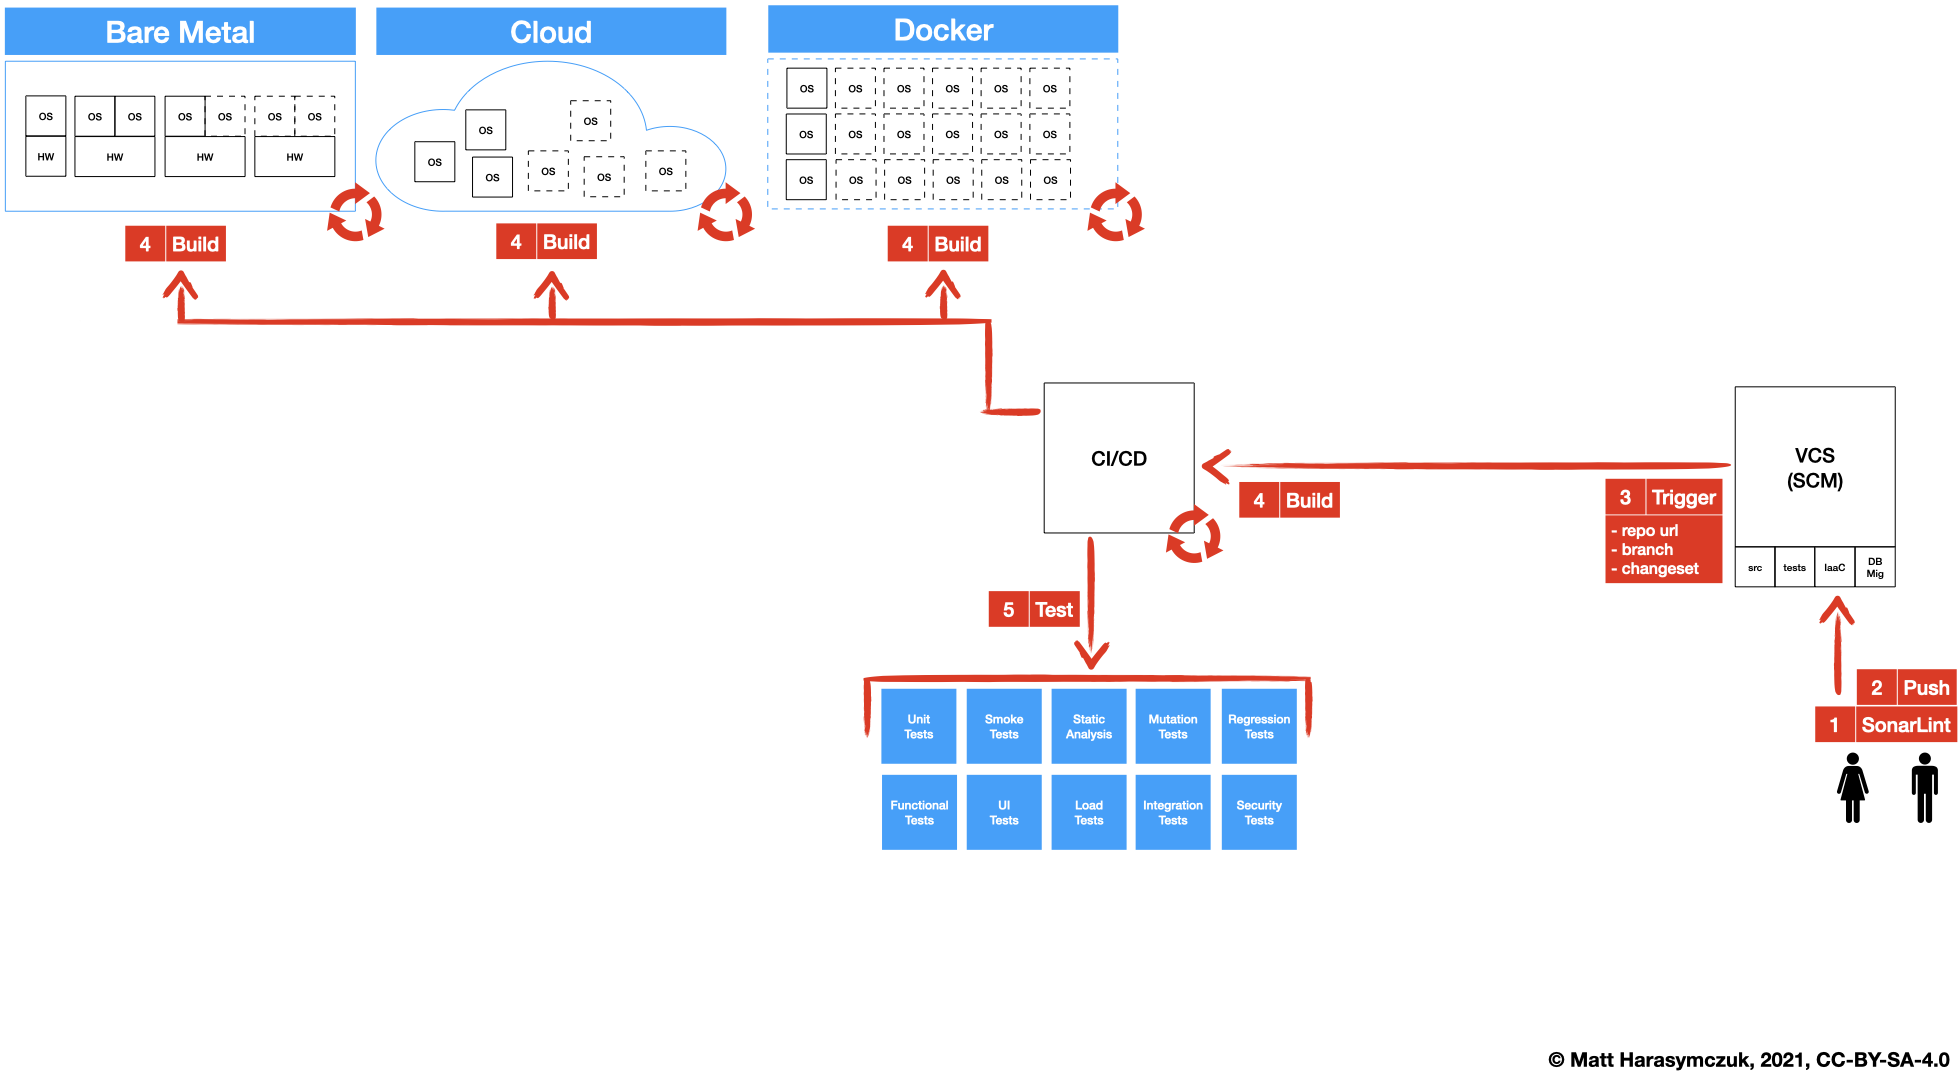 Bare Metal
Cloud
Docker
OS
OS OS
OS OS
OS OS
HW
HW
HW
HW
OS
OS
OS
OS
OS
OS
OS
OS OS OS OS OS OS
OS OS OS OS OS OS
OS OS OS OS OS OS
4 Build
4 Build
4 Build
CI/CD
4 Build
VCS
(SCM)
3 Trigger
- repo url
- branch
- changeset
src
tests
IaaC
DB
Mig
5 Test
2 Push
1 SonarLint
Unit
Tests
Smoke
Tests
Static
Analysis
Mutation
Tests
Regression
Tests
Functional
Tests
UI
Tests
Load
Tests
Integration
Tests
Security
Tests
© Matt Harasymczuk, 2021, CC-BY-SA-4.0